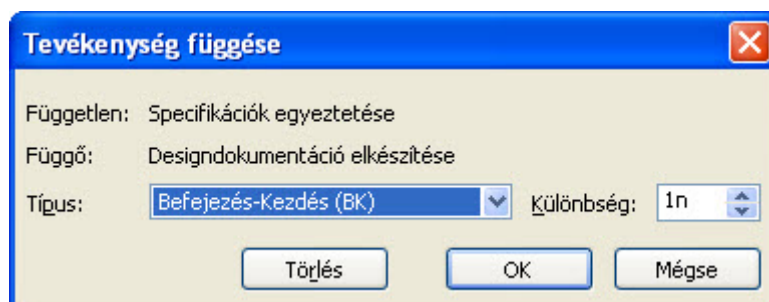 Tevékenység függése
Független: Specifikációk egyeztetése
Függő: Designdokumentáció elkészítése
Típus: Befejezés-Kezdés (BK) Különbség: 1n
Törlés OK Mégse